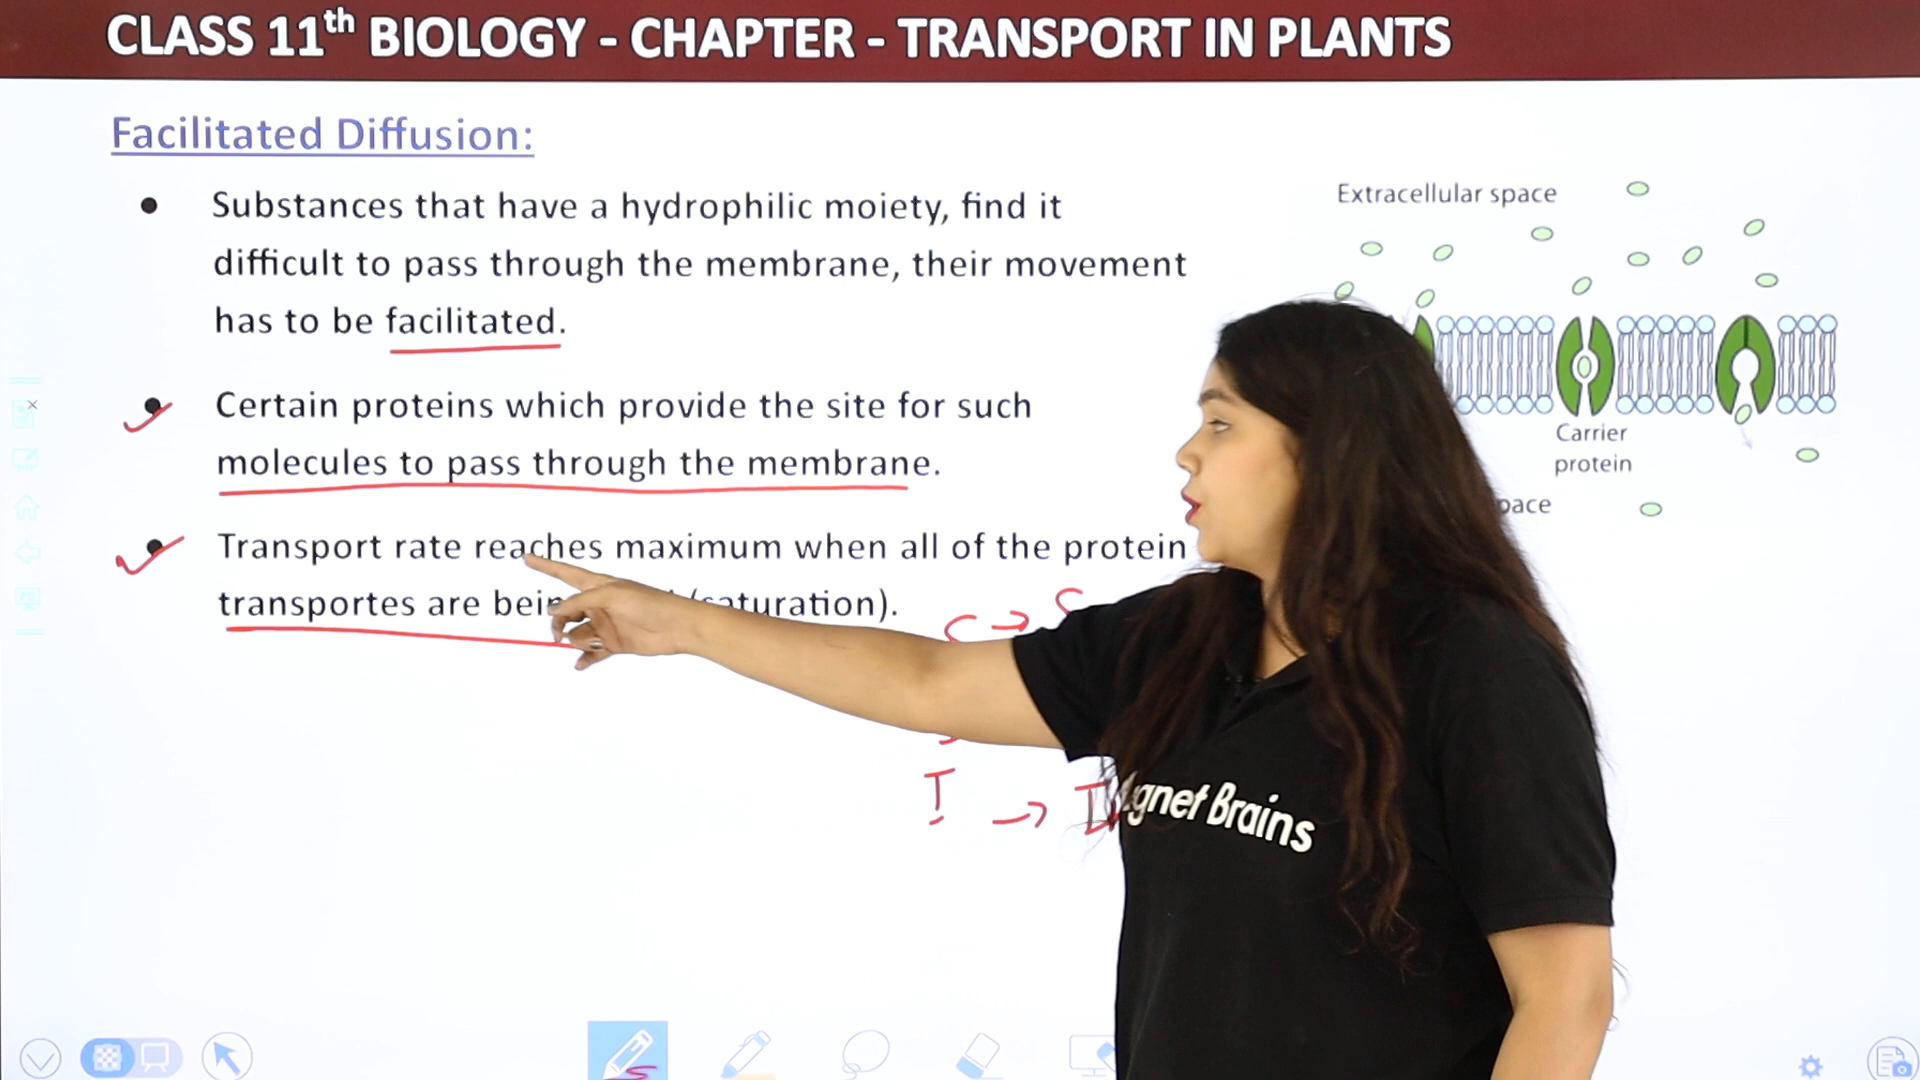 CLASS 11th BIOLOGY - CHAPTER - TRANSPORT IN PLANTS
Facilitated Diffusion:
• Substances that have a hydrophilic moiety, find it
difficult to pass through the membrane, their movement
has to be facilitated.
• Certain proteins which provide the site for such
molecules to pass through the membrane.
• Transport rate reaches maximum when all of the protein
transportes are (saturation).
Extracellular space
Carrier
protein
S → S
I → I
gnet Brains